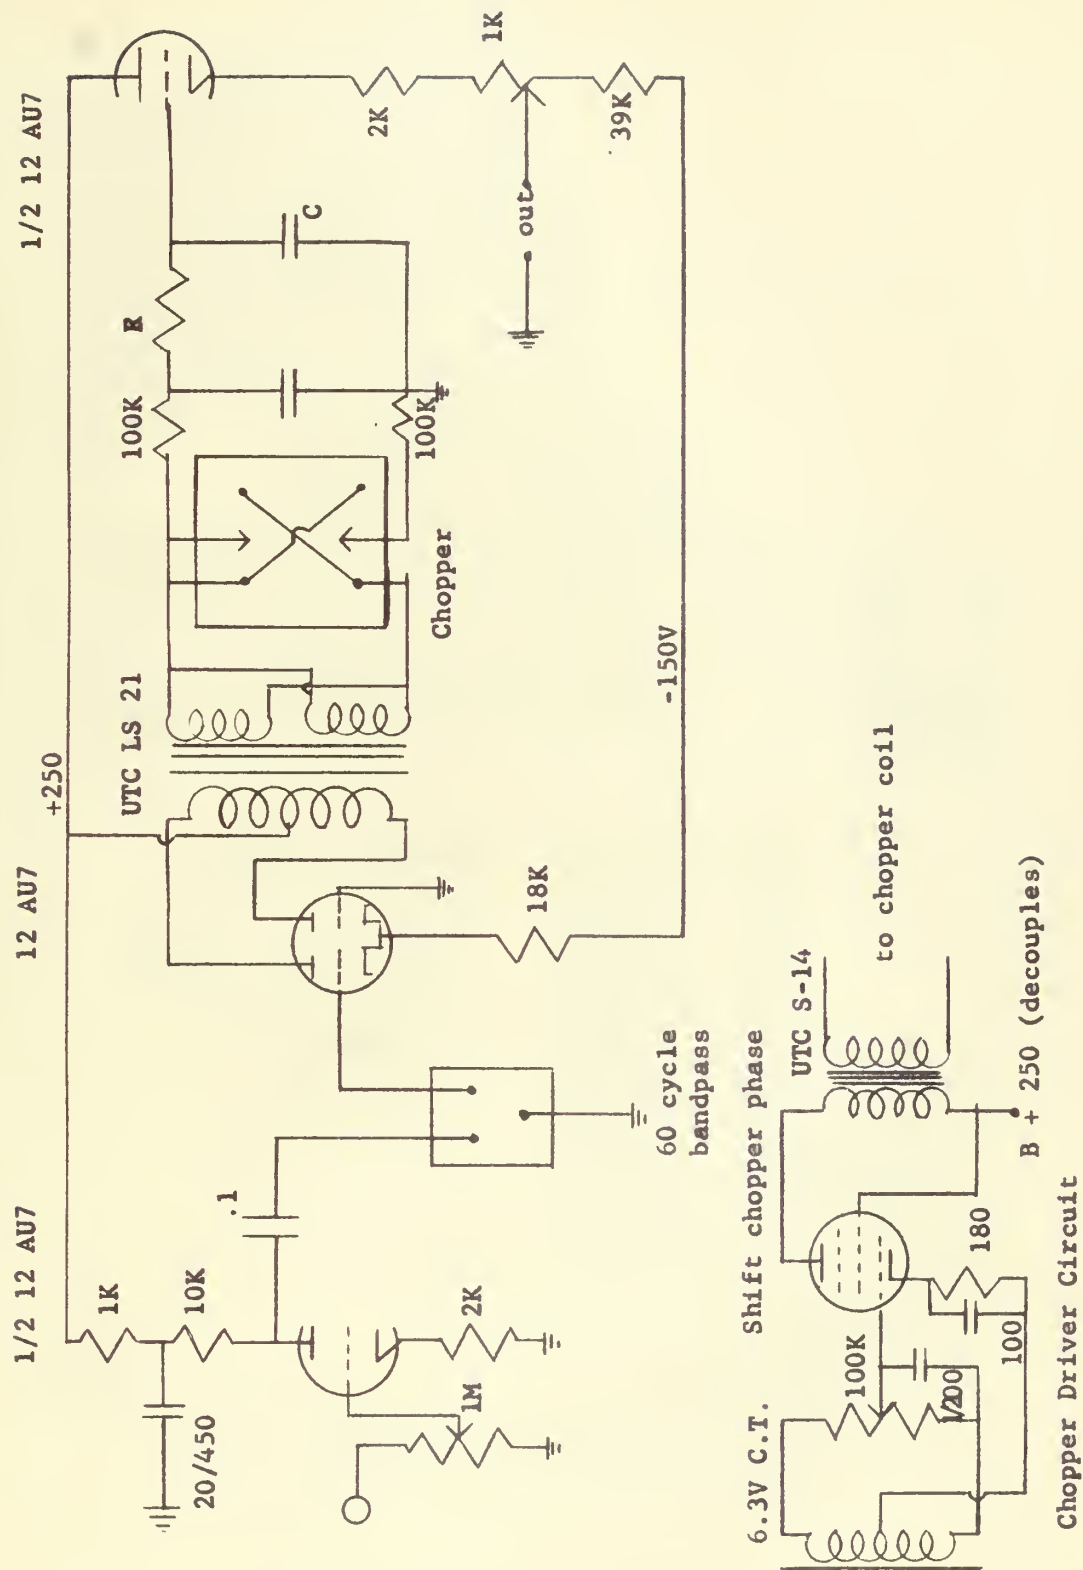 1/2 12 AU7
12 AU7
1/2 12 AU7
+250
1K
UTC LS 21
100K
R
10K
20/450
.1
C
2K
100K
Chopper
1M
2K
1K
18K
out
39K
60 cycle
bandpass
-150V
Shift chopper phase
6.3V C.T.
UTC S-14
100K
to chopper coil
180
100
B + 250 (decouples)
Chopper Driver Circuit